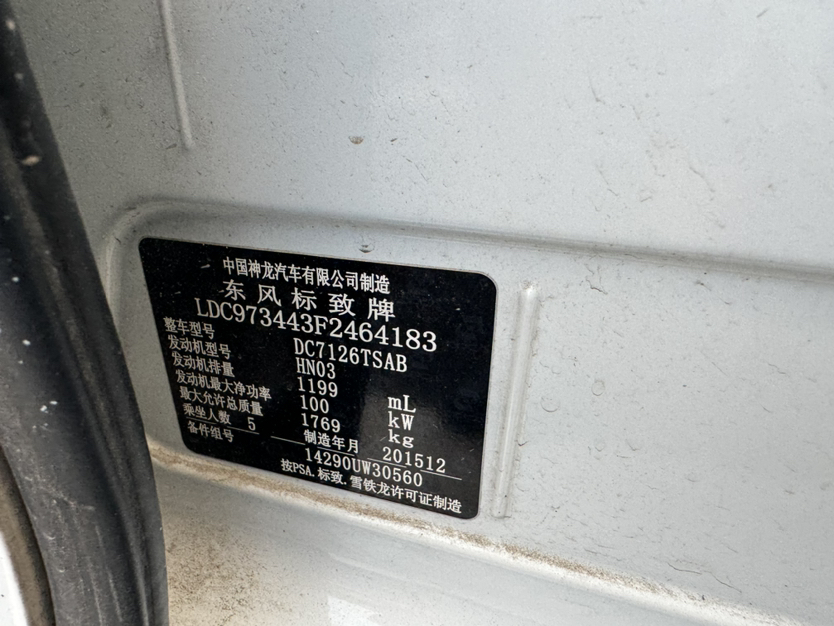 中国神龙汽车有限公司制造
东风标致牌
LDC973443F2464183
整车型号 DC7126TSAB
发动机型号 HN03
发动机排量 1199 mL
发动机最大净功率 100 kW
最大允许总质量 1769 kg
乘坐人数 5 制造年月 201512
备件组号 14290UW30560
按PSA.标致.雪铁龙许可证制造